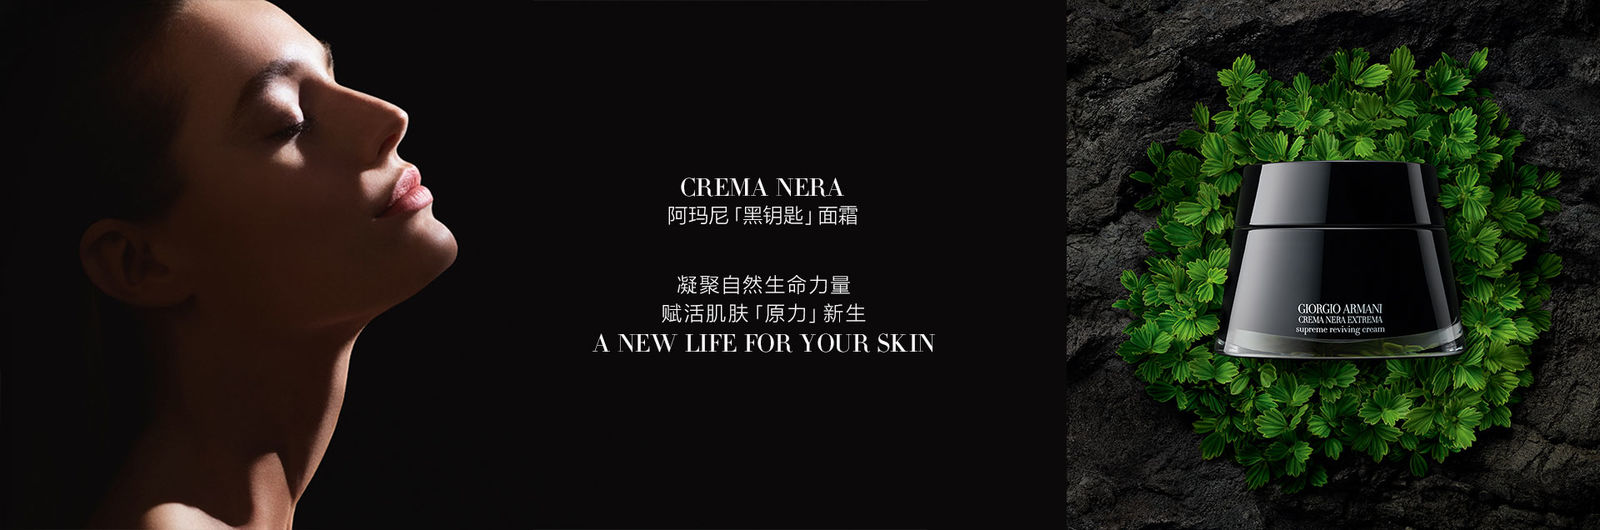 CREMA NERA
阿玛尼「黑钥匙」面霜
凝聚自然生命力量
赋活肌肤「原力」新生
A NEW LIFE FOR YOUR SKIN
GIORGIO ARMANI
CREMA NERA EXTREMA
supreme reviving cream